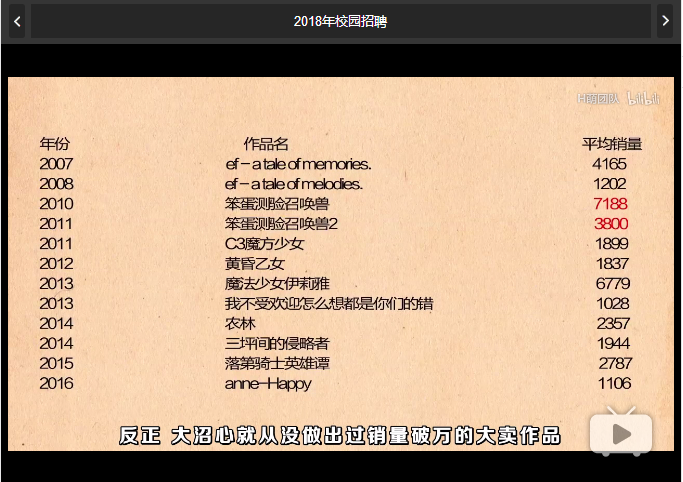 2018年校园招聘
H萌团队 bilibili
年份 作品名 平均销量
2007 ef - a tale of memories. 4165
2008 ef - a tale of melodies. 1202
2010 笨蛋测验召唤兽 7188
2011 笨蛋测验召唤兽2 3800
2011 C3魔方少女 1899
2012 黄昏乙女 1837
2013 魔法少女伊莉雅 6779
2013 我不受欢迎怎么想都是你们的错 1028
2014 农林 2357
2014 三坪间的侵略者 1944
2015 落第骑士英雄谭 2787
2016 anne-Happy 1106
反正 大沼心就从没做出过销量破万的大卖作品